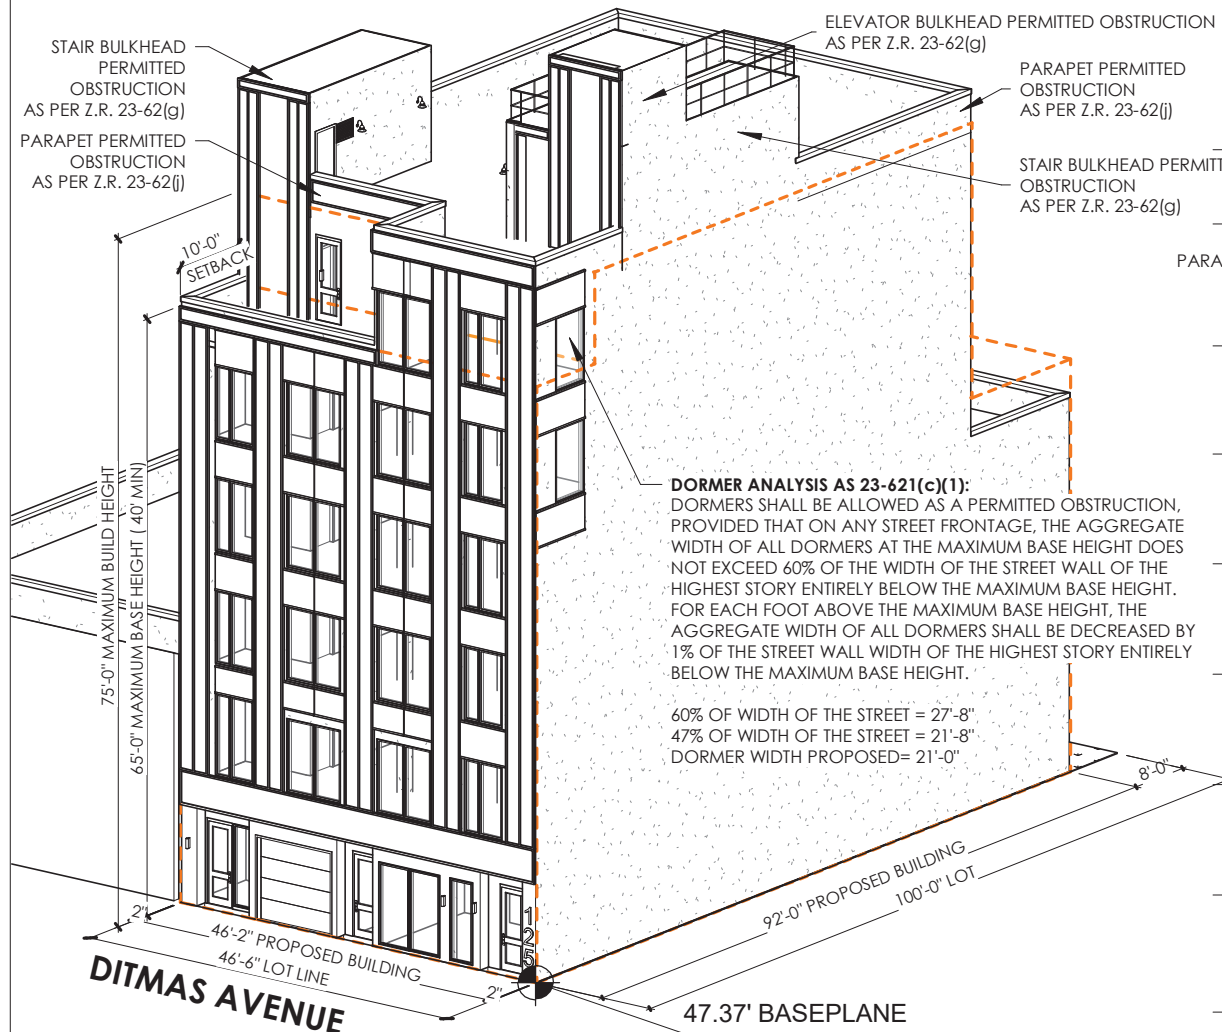 STAIR BULKHEAD
PERMITTED
OBSTRUCTION
AS PER Z.R. 23-62(g)
PARAPET PERMITTED
OBSTRUCTION
AS PER Z.R. 23-62(j)
ELEVATOR BULKHEAD PERMITTED OBSTRUCTION
AS PER Z.R. 23-62(g)
PARAPET PERMITTED
OBSTRUCTION
AS PER Z.R. 23-62(j)
STAIR BULKHEAD PERMITT
OBSTRUCTION
AS PER Z.R. 23-62(g)
PARA
10'-0"
SETBACK
75'-0" MAXIMUM BUILD HEIGHT
65'-0" MAXIMUM BASE HEIGHT ( 40' MIN)
DORMER ANALYSIS AS 23-621(c)(1):
DORMERS SHALL BE ALLOWED AS A PERMITTED OBSTRUCTION,
PROVIDED THAT ON ANY STREET FRONTAGE, THE AGGREGATE
WIDTH OF ALL DORMERS AT THE MAXIMUM BASE HEIGHT DOES
NOT EXCEED 60% OF THE WIDTH OF THE STREET WALL OF THE
HIGHEST STORY ENTIRELY BELOW THE MAXIMUM BASE HEIGHT.
FOR EACH FOOT ABOVE THE MAXIMUM BASE HEIGHT, THE
AGGREGATE WIDTH OF ALL DORMERS SHALL BE DECREASED BY
1% OF THE STREET WALL WIDTH OF THE HIGHEST STORY ENTIRELY
BELOW THE MAXIMUM BASE HEIGHT.
60% OF WIDTH OF THE STREET = 27'-8"
47% OF WIDTH OF THE STREET = 21'-8"
DORMER WIDTH PROPOSED= 21'-0"
8'-0"
92'-0" PROPOSED BUILDING
100'-0" LOT
125
2"
46'-2" PROPOSED BUILDING
46'-6" LOT LINE
2"
DITMAS AVENUE
47.37' BASEPLANE